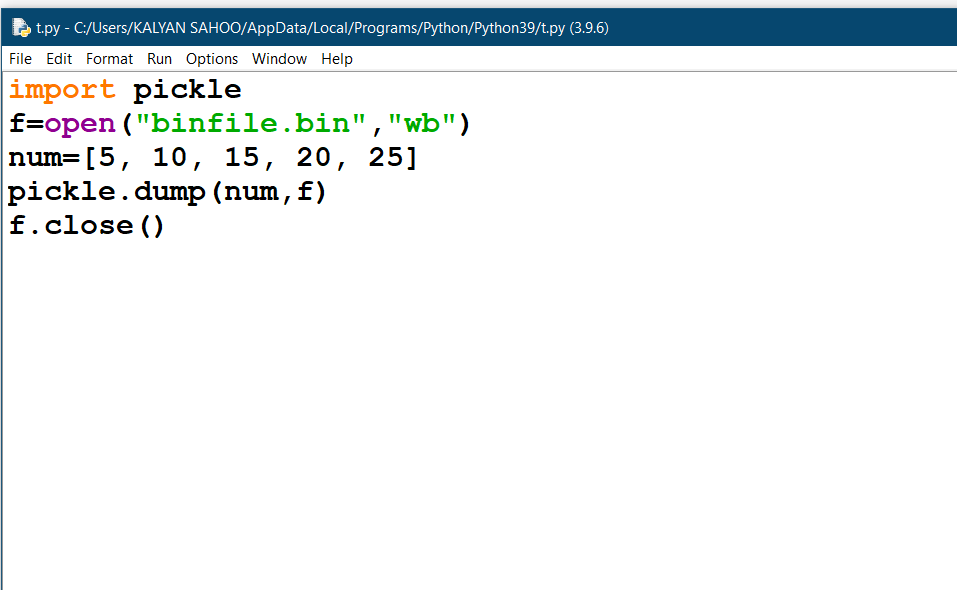 t.py - C:/Users/KALYAN SAHOO/AppData/Local/Programs/Python/Python39/t.py (3.9.6)
File Edit Format Run Options Window Help
import pickle
f=open("binfile.bin","wb")
num=[5, 10, 15, 20, 25]
pickle.dump(num,f)
f.close()